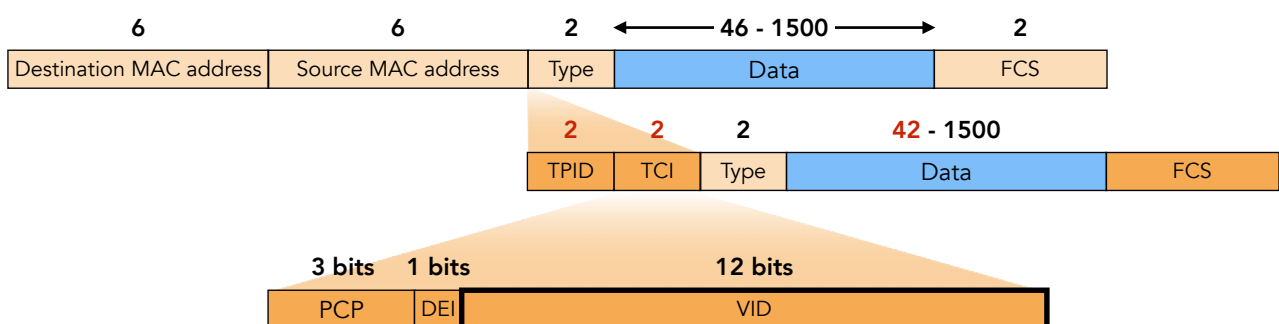 6 6 2 46 - 1500 2
Destination MAC address Source MAC address Type Data FCS
2 2 2 42 - 1500
TPID TCI Type Data FCS
3 bits 1 bits 12 bits
PCP DEI VID